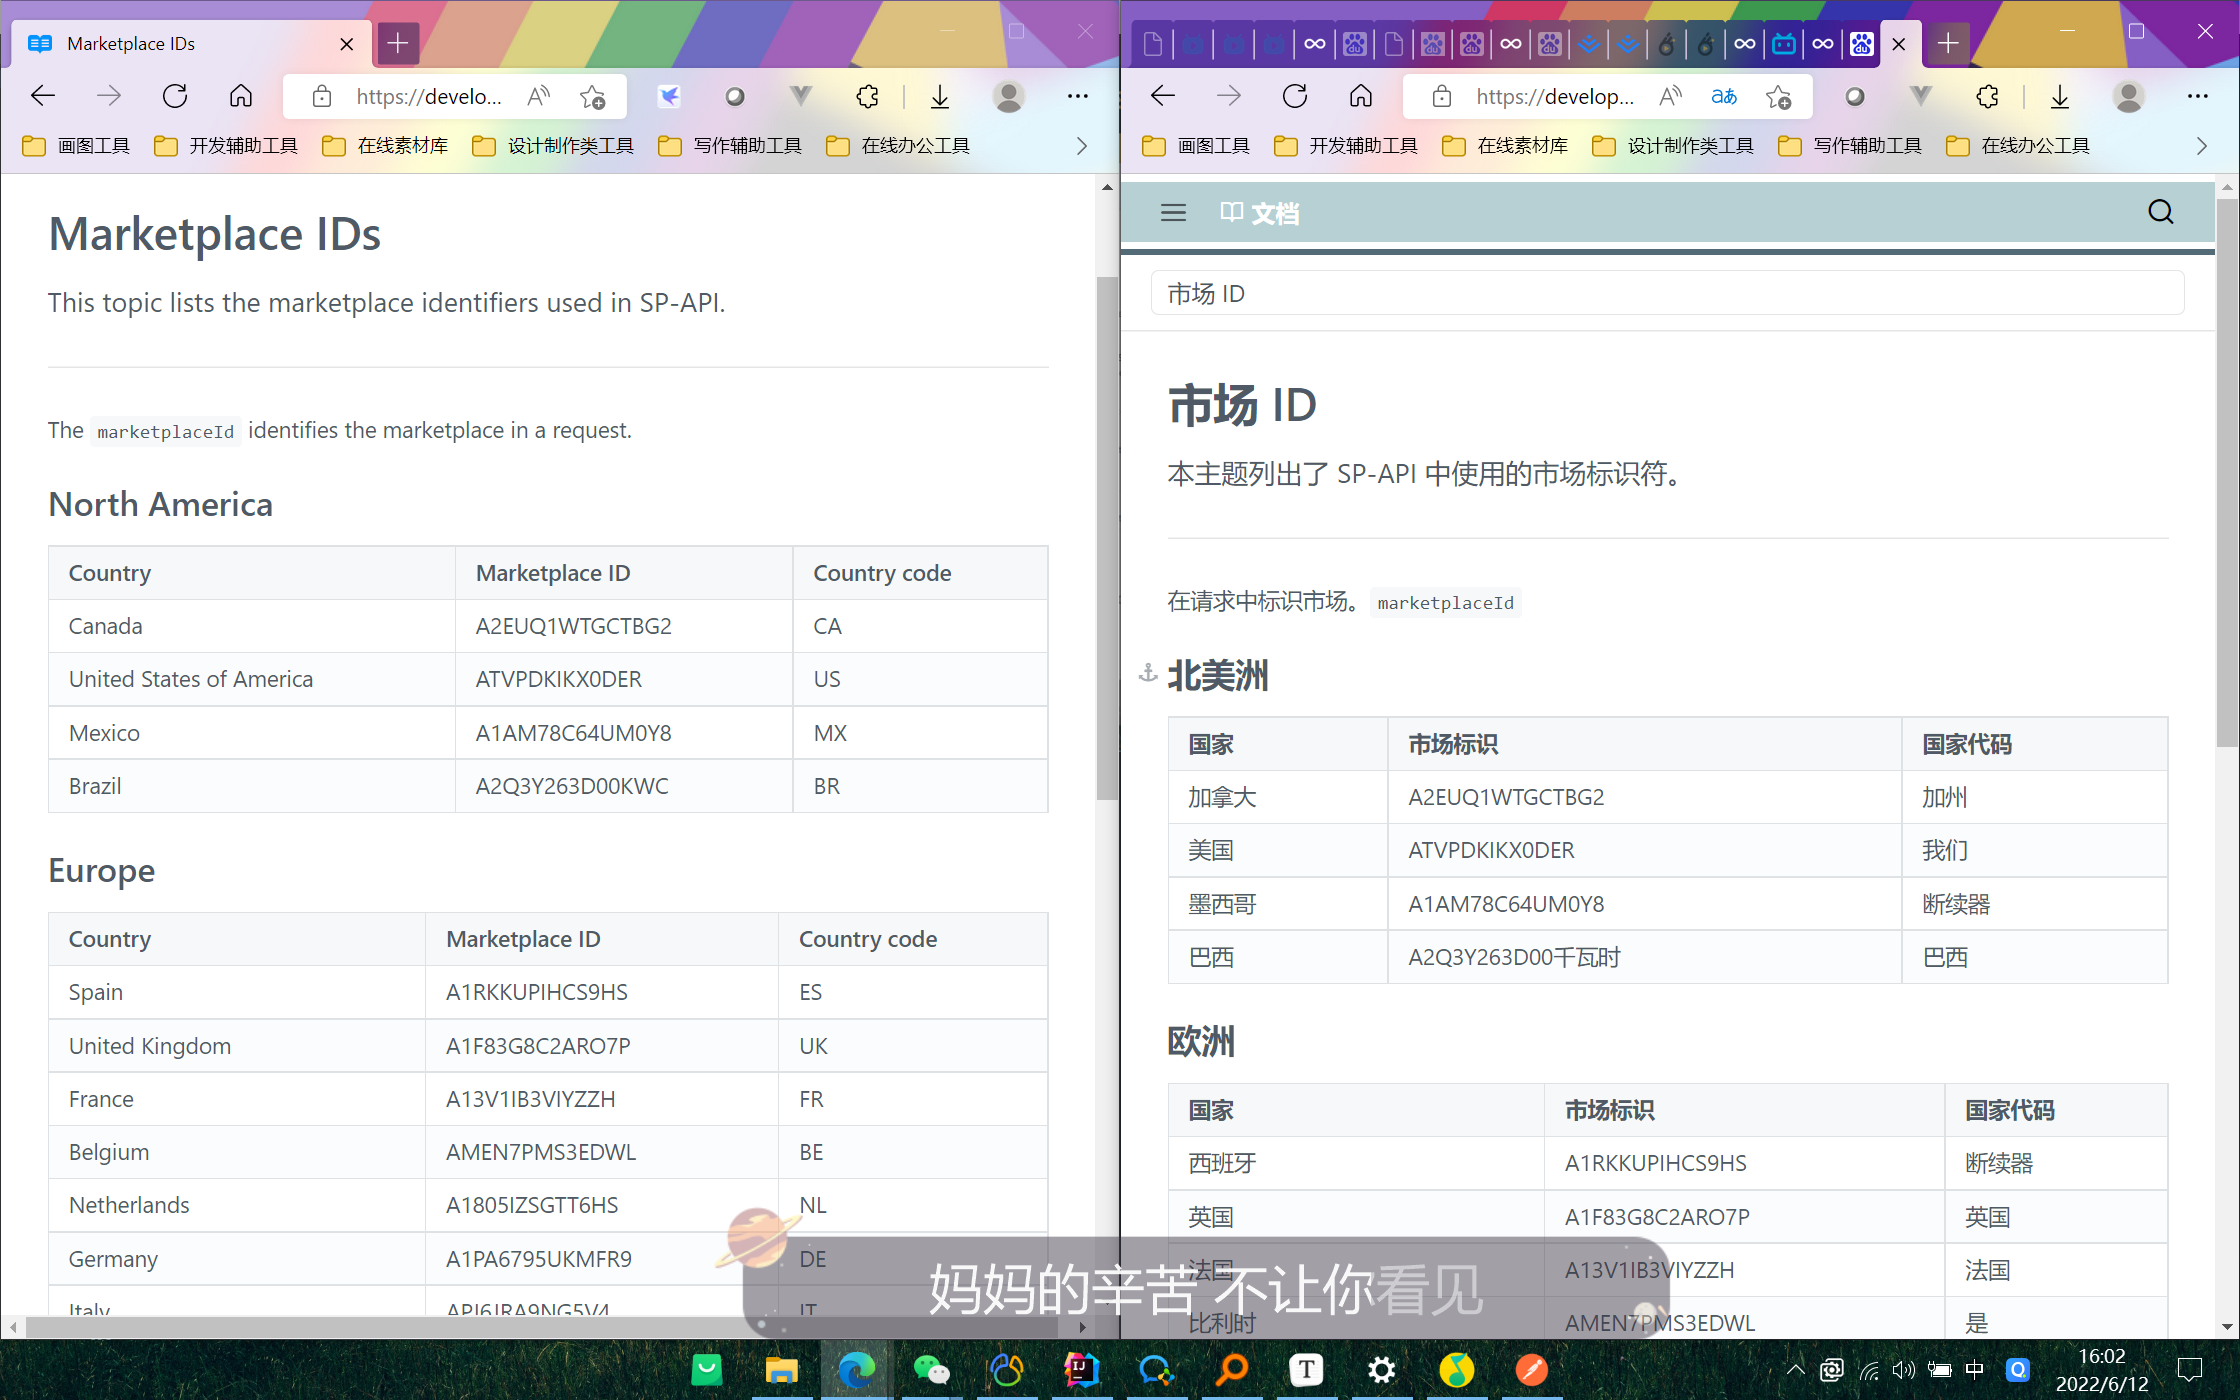 Marketplace IDs
https://develo...
画图工具 开发辅助工具 在线素材库 设计制作类工具 写作辅助工具 在线办公工具
Marketplace IDs
This topic lists the marketplace identifiers used in SP-API.
The marketplaceId identifies the marketplace in a request.
North America
Country Marketplace ID Country code
Canada A2EUQ1WTGCTBG2 CA
United States of America ATVPDKIKX0DER US
Mexico A1AM78C64UM0Y8 MX
Brazil A2Q3Y263D00KWC BR
Europe
Country Marketplace ID Country code
Spain A1RKKUPIHCS9HS ES
United Kingdom A1F83G8C2ARO7P UK
France A13V1IB3VIYZZH FR
Belgium AMEN7PMS3EDWL BE
Netherlands A1805IZSGTT6HS NL
Germany A1PA6795UKMFR9 DE
Italy APJ6JRA9NG5V4 IT
https://develop...
画图工具 开发辅助工具 在线素材库 设计制作类工具 写作辅助工具 在线办公工具
文档
市场 ID
市场 ID
本主题列出了 SP-API 中使用的市场标识符。
在请求中标识市场。 marketplaceId
北美洲
国家 市场标识 国家代码
加拿大 A2EUQ1WTGCTBG2 加州
美国 ATVPDKIKX0DER 我们
墨西哥 A1AM78C64UM0Y8 断续器
巴西 A2Q3Y263D00千瓦时 巴西
欧洲
国家 市场标识 国家代码
西班牙 A1RKKUPIHCS9HS 断续器
英国 A1F83G8C2ARO7P 英国
法国 A13V1IB3VIYZZH 法国
比利时 AMEN7PMS3EDWL 是
妈妈的辛苦 不让你看见
中
16:02
2022/6/12